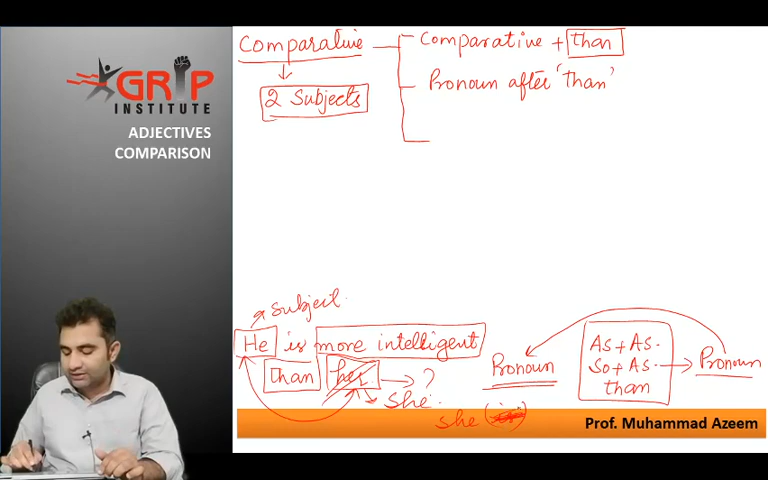 GRIP
INSTITUTE
ADJECTIVES
COMPARISON
Comparative
2 Subjects
Comparative + than
Pronoun after 'than'
Subject.
He is more intelligent
than her ?
she.
she
Pronoun
As + As.
So + As.
than
Pronoun
Prof. Muhammad Azeem